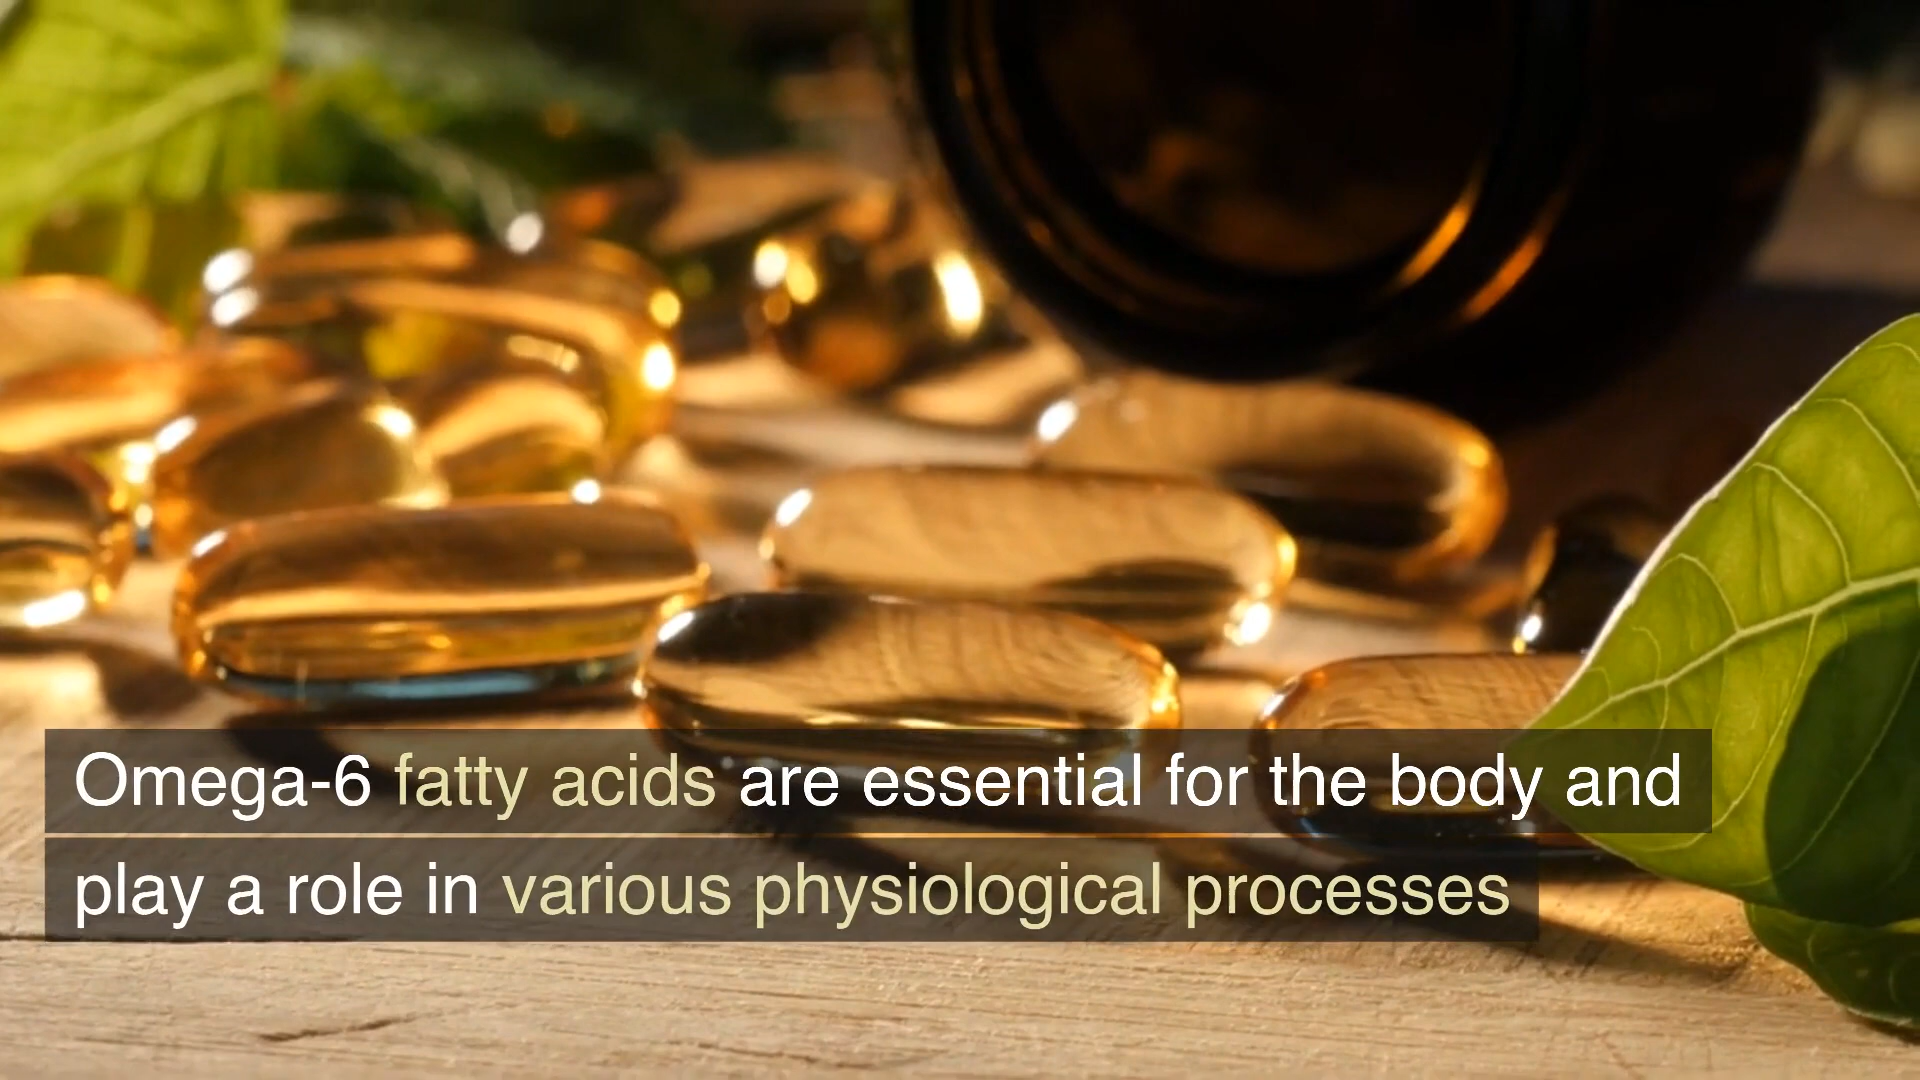 Omega-6 fatty acids are essential for the body and
play a role in various physiological processes